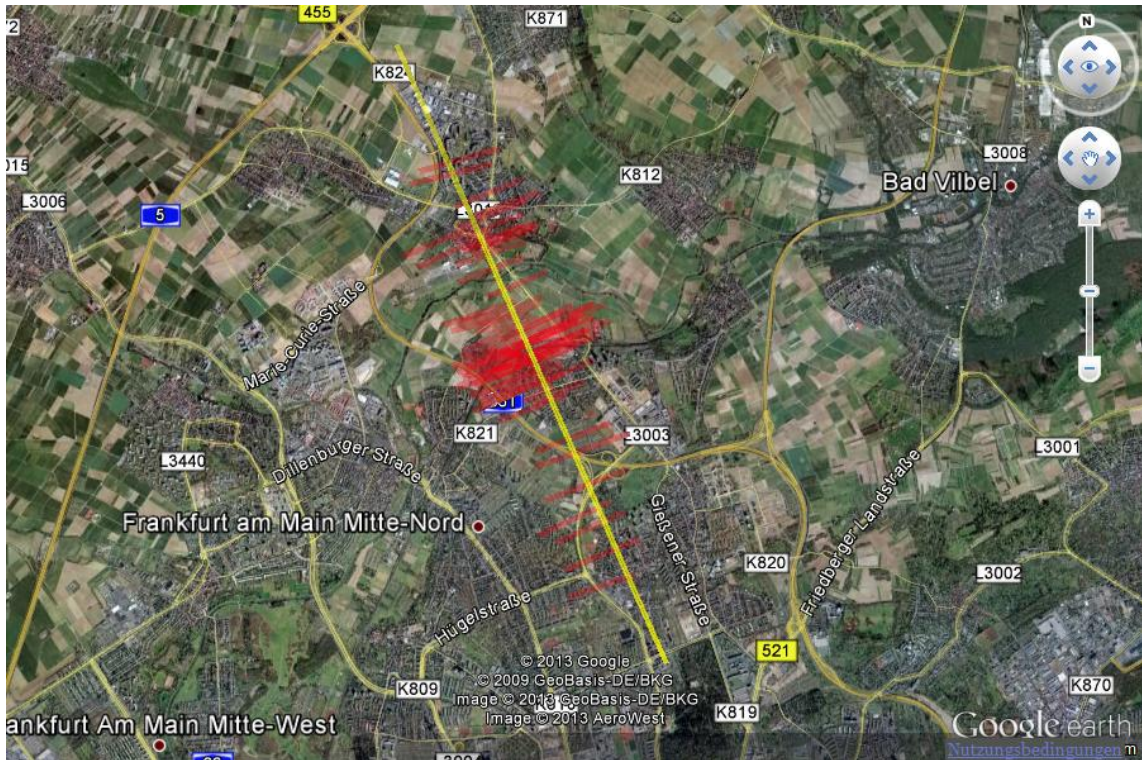 455
K871
72
K824
N
L3008
Bad Vilbel
015
K812
L3006
5
Marie-Curie-Straße
K821
L3003
L3001
L3440
Dillenburger Straße
Frankfurt am Main Mitte-Nord
Gießener Straße
K820
Friedberger Landstraße
L3002
Hügelstraße
521
© 2013 Google
© 2009 GeoBasis-DE/BKG
Image © 2013 GeoBasis-DE/BKG
Image © 2013 AeroWest
K809
K819
K870
ankfurt Am Main Mitte-West
Google earth
Nutzungsbedingungen
m